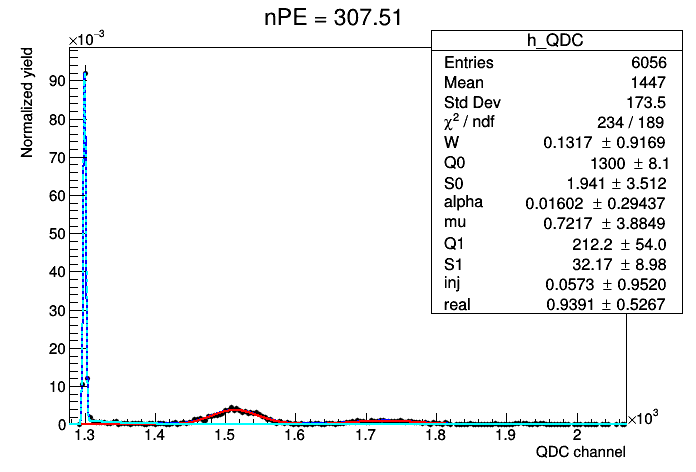 nPE = 307.51
×10⁻³
Normalized yield
90
80
70
60
50
40
30
20
10
0
1.3 1.4 1.5 1.6 1.7 1.8 1.9 2
×10³
QDC channel
h_QDC
Entries 6056
Mean 1447
Std Dev 173.5
χ² / ndf 234 / 189
W 0.1317 ± 0.9169
Q0 1300 ± 8.1
S0 1.941 ± 3.512
alpha 0.01602 ± 0.29437
mu 0.7217 ± 3.8849
Q1 212.2 ± 54.0
S1 32.17 ± 8.98
inj 0.0573 ± 0.9520
real 0.9391 ± 0.5267